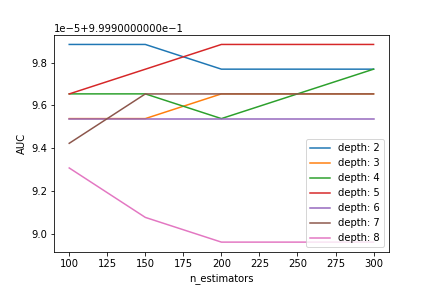 1e-5+9.9990000000e-1
9.8
9.6
9.4
9.2
9.0
AUC
depth: 2
depth: 3
depth: 4
depth: 5
depth: 6
depth: 7
depth: 8
100 125 150 175 200 225 250 275 300
n_estimators